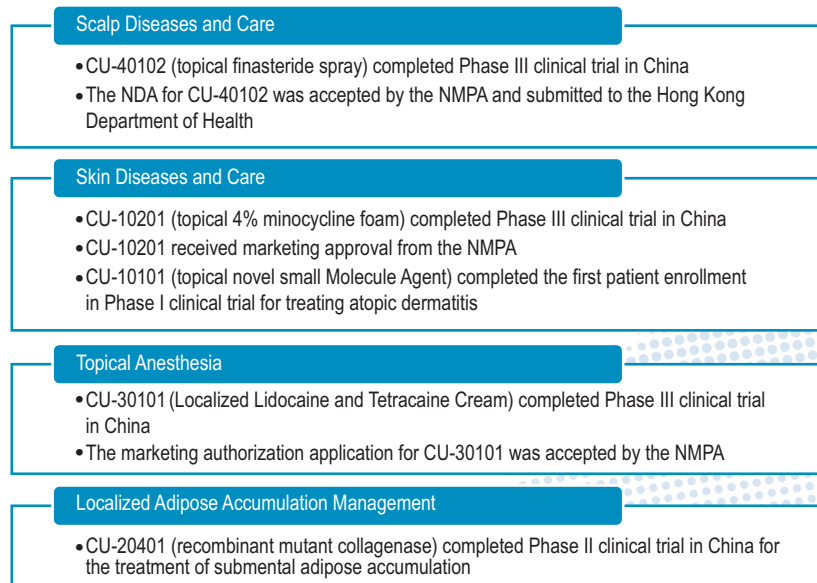 Scalp Diseases and Care
•CU-40102 (topical finasteride spray) completed Phase III clinical trial in China
•The NDA for CU-40102 was accepted by the NMPA and submitted to the Hong Kong
Department of Health
Skin Diseases and Care
•CU-10201 (topical 4% minocycline foam) completed Phase III clinical trial in China
•CU-10201 received marketing approval from the NMPA
•CU-10101 (topical novel small Molecule Agent) completed the first patient enrollment
in Phase I clinical trial for treating atopic dermatitis
Topical Anesthesia
•CU-30101 (Localized Lidocaine and Tetracaine Cream) completed Phase III clinical trial
in China
•The marketing authorization application for CU-30101 was accepted by the NMPA
Localized Adipose Accumulation Management
•CU-20401 (recombinant mutant collagenase) completed Phase II clinical trial in China for
the treatment of submental adipose accumulation